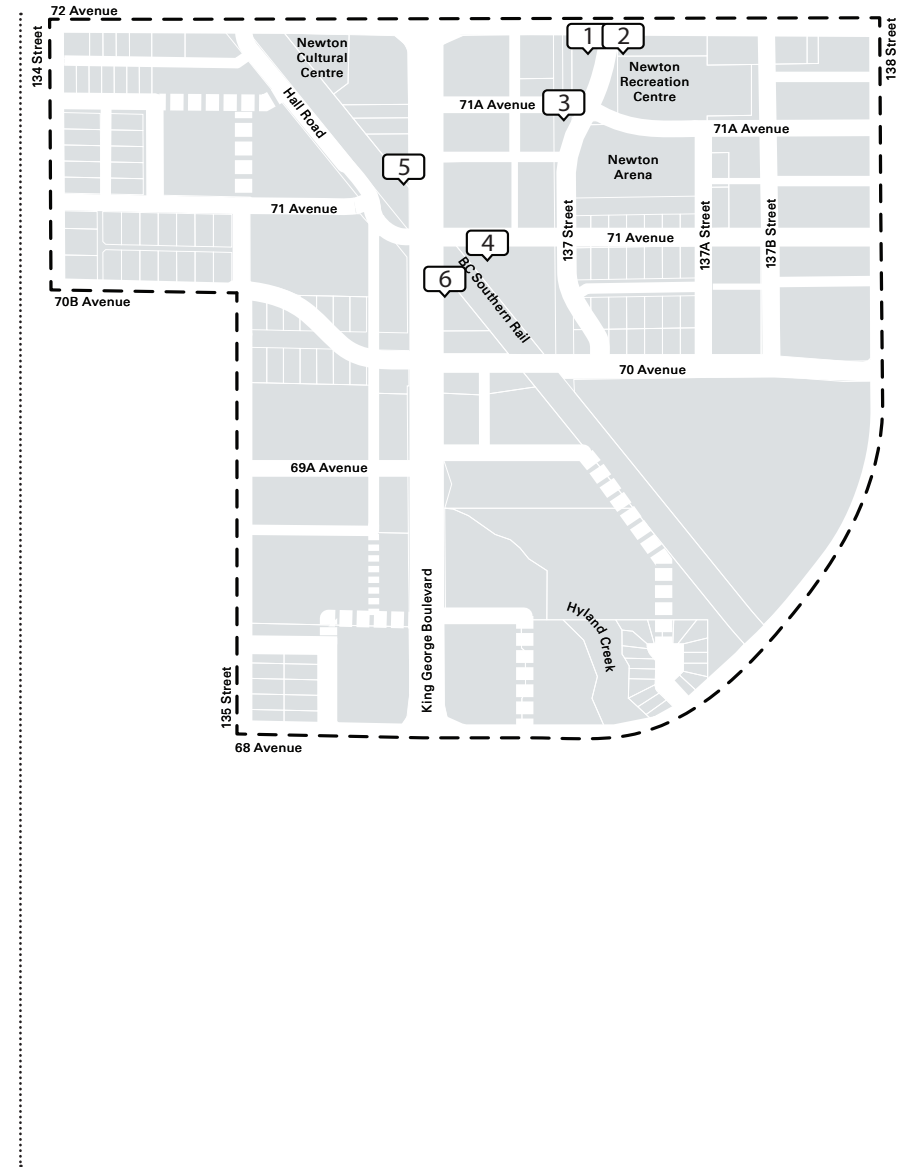 72 Avenue
134 Street
138 Street
Newton
Cultural
Centre
1
2
Newton
Recreation
Centre
Hall Road
71A Avenue
3
71A Avenue
5
Newton
Arena
71 Avenue
137 Street
71 Avenue
137A Street
137B Street
4
6
BC Southern Rail
70B Avenue
70 Avenue
69A Avenue
King George Boulevard
Hyland Creek
135 Street
68 Avenue